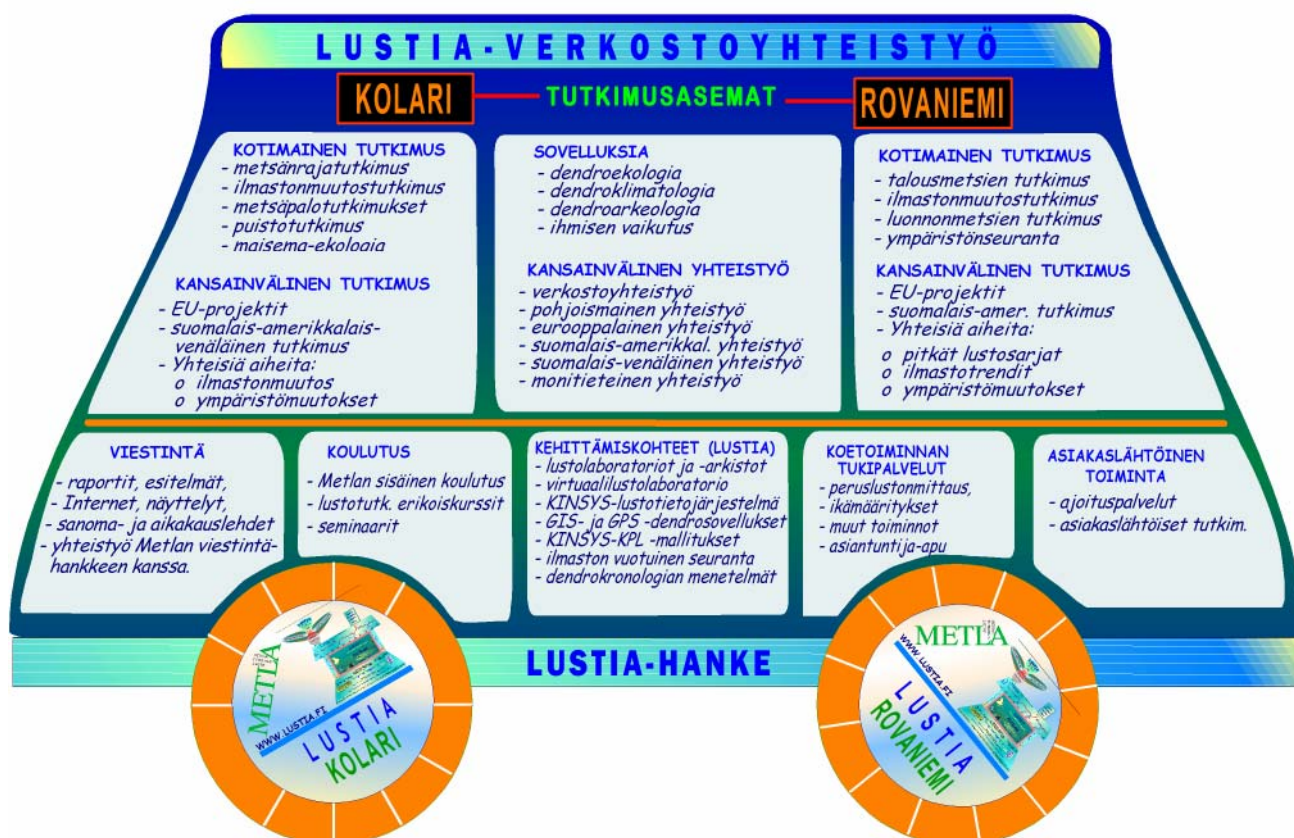 LUSTIA-VERKOSTOYHTEISTYÖ
KOLARI
TUTKIMUSASEMAT
ROVANIEMI
KOTIMAINEN TUTKIMUS
- metsänrajatutkimus
- ilmastonmuutostutkimus
- metsäpalotutkimukset
- puistotutkimus
- maisema-ekologia
KANSAINVÄLINEN TUTKIMUS
- EU-projektit
- suomalais-amerikkalais-
venäläinen tutkimus
- Yhteisiä aiheita:
o ilmastonmuutos
o ympäristömuutokset
SOVELLUKSIA
- dendroekologia
- dendroklimatologia
- dendroarkeologia
- ihmisen vaikutus
KANSAINVÄLINEN YHTEISTYÖ
- verkostoyhteistyö
- pohjoismainen yhteistyö
- eurooppalainen yhteistyö
- suomalais-amerikkal. yhteistyö
- suomalais-venäläinen yhteistyö
- monitieteinen yhteistyö
KOTIMAINEN TUTKIMUS
- talousmetsien tutkimus
- ilmastonmuutostutkimus
- luonnonmetsien tutkimus
- ympäristönseuranta
KANSAINVÄLINEN TUTKIMUS
- EU-projektit
- suomalais-amer. tutkimus
- Yhteisiä aiheita:
o pitkät lustosarjat
o ilmastotrendit
o ympäristömuutokset
VIESTINTÄ
- raportit, esitelmät,
- Internet, näyttelyt,
- sanoma- ja aikakauslehdet
- yhteistyö Metlan viestintä-
hankkeen kanssa.
KOULUTUS
- Metlan sisäinen koulutus
- lustotutk. erikoiskurssit
- seminaarit
KEHITTÄMISKOHTEET (LUSTIA)
- lustolaboratoriot ja -arkistot
- virtuaalilustolaboratorio
- KINSYS-lustotietojärjestelmä
- GIS- ja GPS -dendrosovellukset
- KINSYS-KPL -mallitukset
- ilmaston vuotuinen seuranta
- dendrokronologian menetelmät
KOETOIMINNAN
TUKIPALVELUT
- peruslustonmittaus,
- ikämääritykset
- muut toiminnot
- asiantuntija-apu
ASIAKASLÄHTÖINEN
TOIMINTA
- ajoituspalvelut
- asiakaslähtöiset tutkim.
LUSTIA-HANKE
METLA
WWW.LUSTIA.FI
LUSTIA
KOLARI
METLA
WWW.LUSTIA.FI
LUSTIA
ROVANIEMI